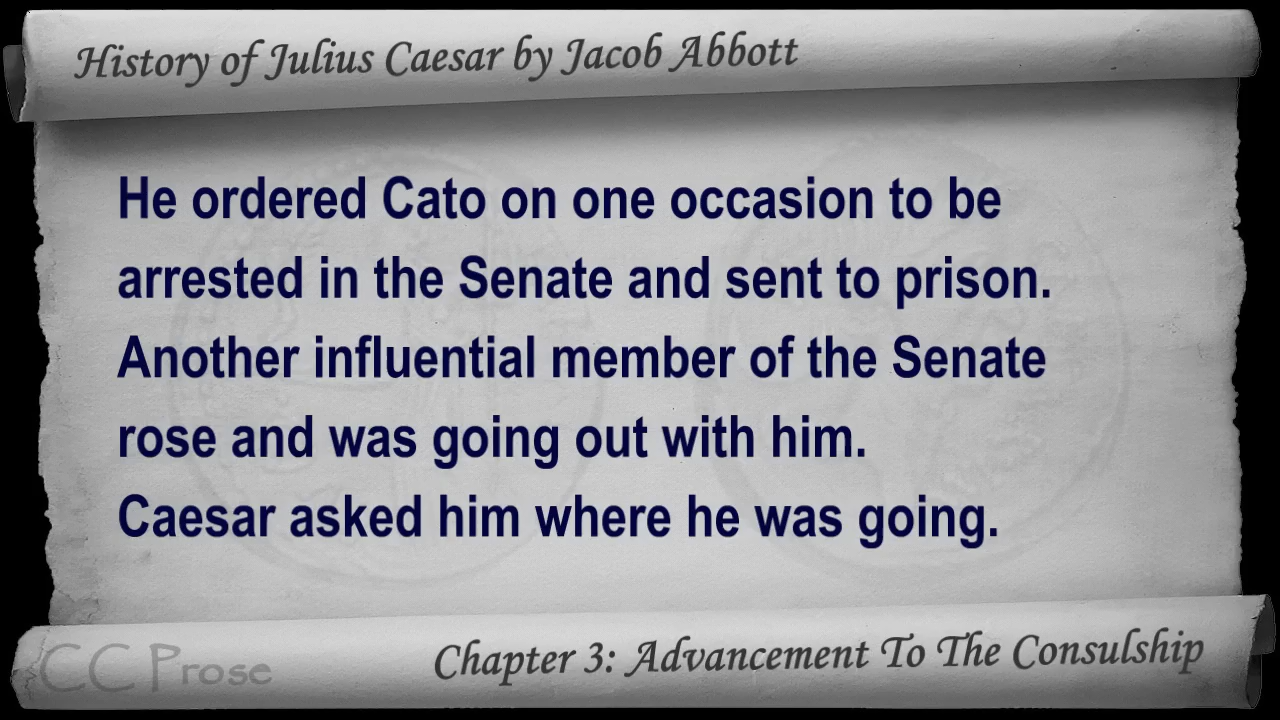 History of Julius Caesar by Jacob Abbott
He ordered Cato on one occasion to be
arrested in the Senate and sent to prison.
Another influential member of the Senate
rose and was going out with him.
Caesar asked him where he was going.
CC Prose
Chapter 3: Advancement To The Consulship